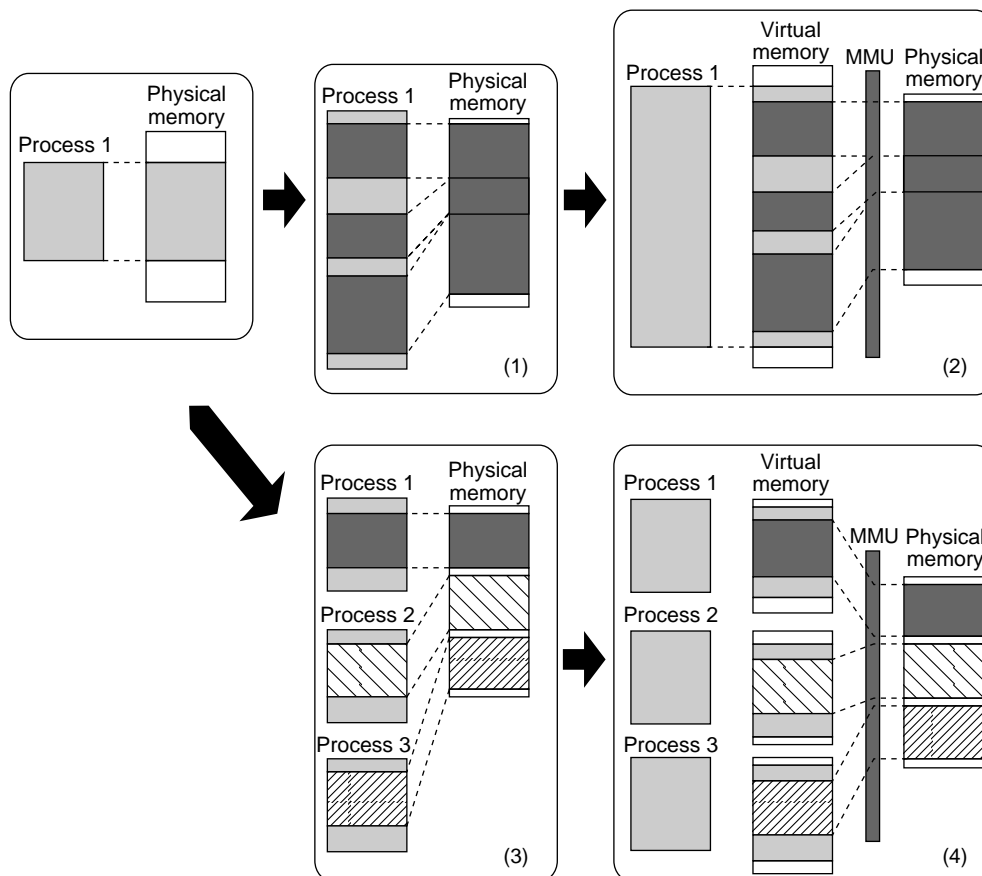 Process 1
Physical
memory
Process 1
Physical
memory
(1)
Process 1
Virtual
memory
MMU
Physical
memory
(2)
Process 1
Physical
memory
Process 2
Process 3
(3)
Process 1
Virtual
memory
MMU
Physical
memory
Process 2
Process 3
(4)